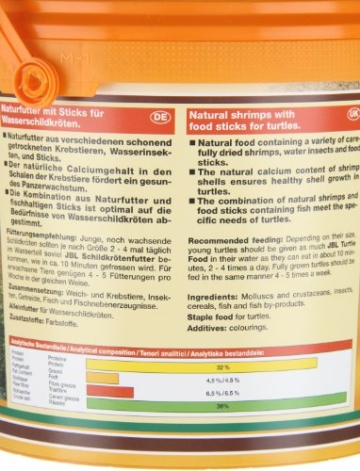 Naturfutter mit Sticks für
Wasserschildkröten.
DE
Naturfutter aus verschiedenen schonend
getrockneten Krebstieren, Wasserinsek-
ten, und Sticks.
Der natürliche Calciumgehalt in den
Schalen der Krebstiere fördert ein gesun-
des Panzerwachstum.
Die Kombination aus Naturfutter und
fischhaltigen Sticks ist optimal auf die
Bedürfnisse von Wasserschildkröten ab-
gestimmt.
Fütterungsempfehlung: Junge, noch wachsende
Schildkröten sollten je nach Größe 2 - 4 mal täglich
im Wasserteil soviel JBL Schildkrötenfutter be-
kommen, wie in ca. 10 Minuten gefressen wird. Für
erwachsene Tiere genügen 4 - 5 Fütterungen pro
Woche in der gleichen Weise.
Zusammensetzung: Weich- und Krebstiere, Insek-
ten, Getreide, Fisch und Fischnebenerzeugnisse.
Alleinfutter für Wasserschildkröten.
Zusatzstoffe: Farbstoffe.
Natural shrimps with
food sticks for turtles.
UK
Natural food containing a variety of care-
fully dried shrimps, water insects and food
sticks.
The natural calcium content of shrimp
shells ensures healthy shell growth in
turtles.
The combination of natural shrimps and
food sticks containing fish meet the spe-
cific needs of turtles.
Recommended feeding: Depending on their size,
young turtles should be given as much JBL Turtle
Food in their water as they can eat in about 10 min-
utes, 2 - 4 times a day. Fully grown turtles should be
fed in the same manner 4 - 5 times a week.
Ingredients: Molluscs and crustaceans, insects,
cereals, fish and fish by-products.
Staple food for turtles.
Additives: colourings.
Analytische Bestandteile / Analytical composition / Tenori analitici / Analytiske bestanddele:
32 %
4,5 % / 4.5 %
6,5 % / 6.5 %
36%